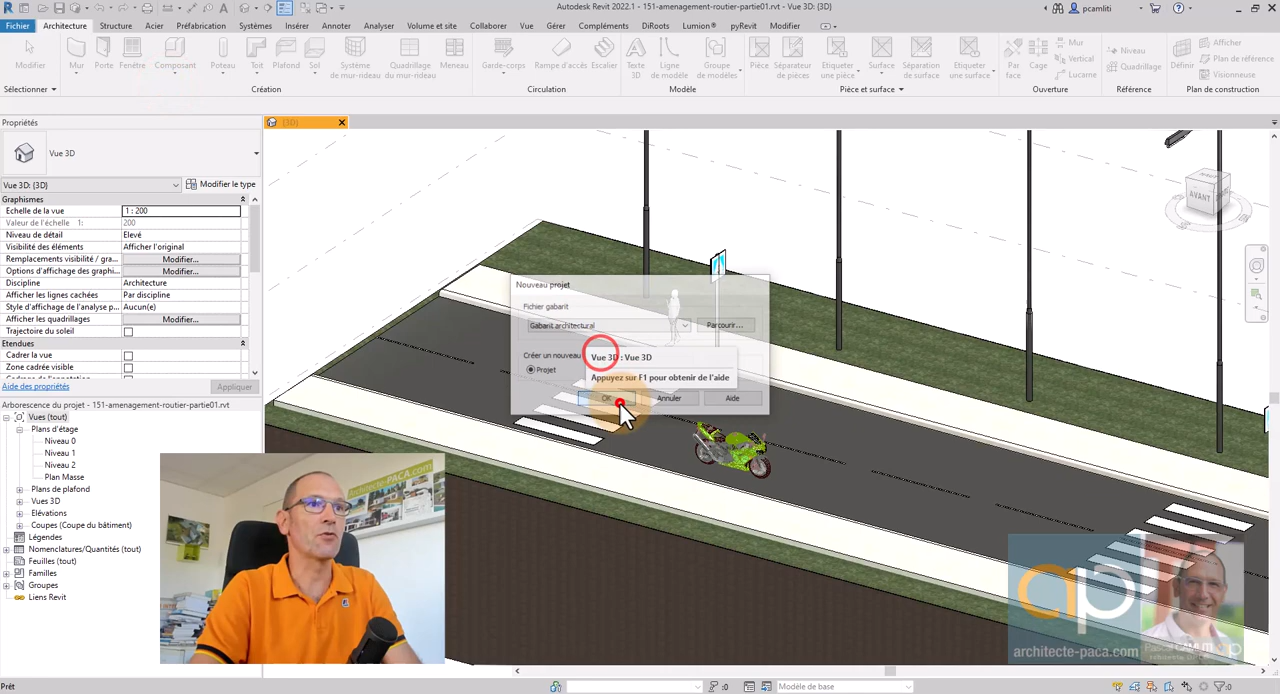 Autodesk Revit 2022.1 - 151-amenagement-routier-partie01.rvt - Vue 3D: {3D}
pcamliti
Fichier Architecture Structure Acier Préfabrication Systèmes Insérer Annoter Analyser Volume et site Collaborer Vue Gérer Compléments DiRoots Lumion® pyRevit Modifier
Modifier Mur Porte Fenêtre Composant Poteau Toit Plafond Sol Système de mur-rideau Quadrillage du mur-rideau Meneau Garde-corps Rampe d'accès Escalier Texte 3D Ligne de modèle Groupe de modèles Pièce Séparateur de pièces Etiqueter une pièce Surface Séparation de surface Etiqueter une surface Par face Cage Mur Vertical Lucarne Niveau Quadrillage Définir Afficher Plan de référence Visionneuse
Sélectionner Création Circulation Modèle Pièce et surface Ouverture Référence Plan de construction
Propriétés
{3D}
Vue 3D
Vue 3D: {3D} Modifier le type
Graphismes
Echelle de la vue 1 : 200
Valeur de l'échelle 1: 200
Niveau de détail Elevé
Visibilité des éléments Afficher l'original
Remplacements visibilité / gra... Modifier...
Options d'affichage des graphi... Modifier...
Discipline Architecture
Afficher les lignes cachées Par discipline
Style d'affichage de l'analyse p... Aucun(e)
Afficher les quadrillages Modifier...
Trajectoire du soleil
Etendues
Cadrer la vue
Zone cadrée visible
Aide des propriétés Appliquer
Arborescence du projet - 151-amenagement-routier-partie01.rvt
Vues (tout)
Plans d'étage
Niveau 0
Niveau 1
Niveau 2
Plan Masse
Plans de plafond
Vues 3D
Elévations
Coupes (Coupe du bâtiment)
Légendes
Nomenclatures/Quantités (tout)
Feuilles (tout)
Familles
Groupes
Liens Revit
AVANT
Nouveau projet
Fichier gabarit
Gabarit architectural Parcourir...
Créer un nouveau
Projet
Vue 3D : Vue 3D
Appuyez sur F1 pour obtenir de l'aide
OK Annuler Aide
Architecte-PACA.com
ap
architecte-paca.com
Prêt
:0 Modèle de base :0